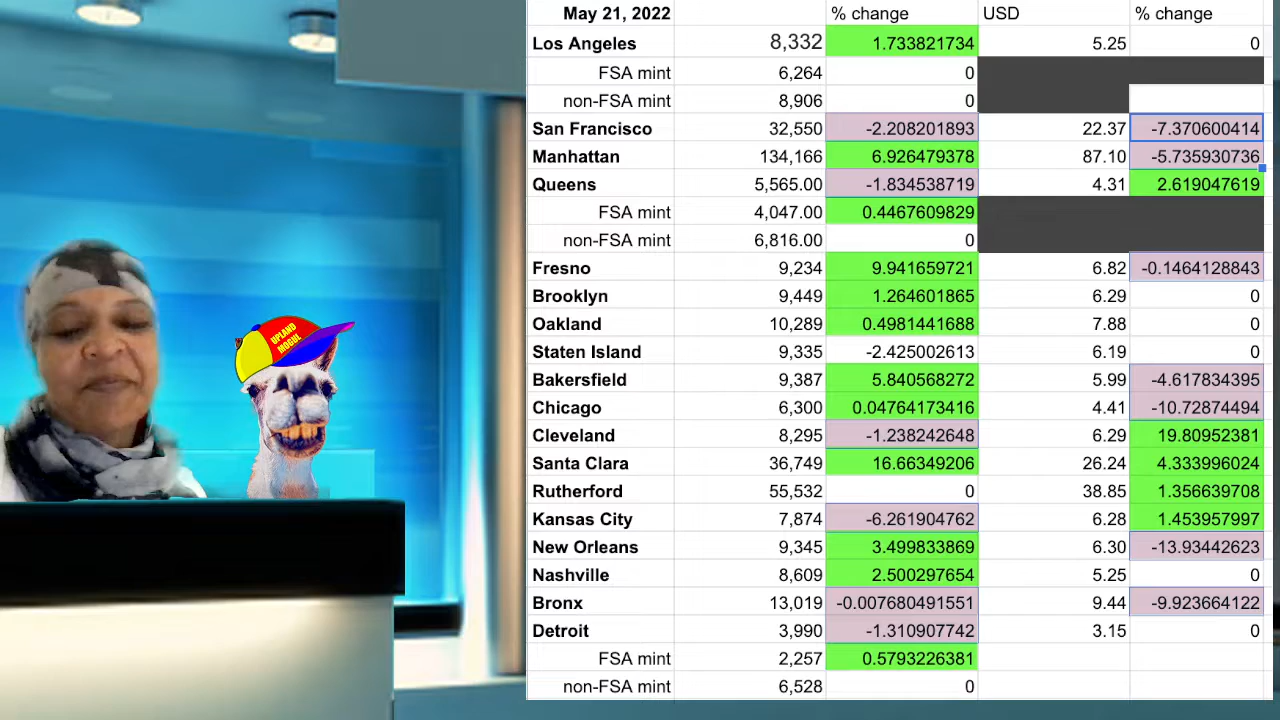 May 21, 2022 % change USD % change
Los Angeles 8,332 1.733821734 5.25 0
FSA mint 6,264 0
non-FSA mint 8,906 0
San Francisco 32,550 -2.208201893 22.37 -7.370600414
Manhattan 134,166 6.926479378 87.10 -5.735930736
Queens 5,565.00 -1.834538719 4.31 2.619047619
FSA mint 4,047.00 0.4467609829
non-FSA mint 6,816.00 0
Fresno 9,234 9.941659721 6.82 -0.1464128843
Brooklyn 9,449 1.264601865 6.29 0
Oakland 10,289 0.4981441688 7.88 0
Staten Island 9,335 -2.425002613 6.19 0
Bakersfield 9,387 5.840568272 5.99 -4.617834395
Chicago 6,300 0.04764173416 4.41 -10.72874494
Cleveland 8,295 -1.238242648 6.29 19.80952381
Santa Clara 36,749 16.66349206 26.24 4.333996024
Rutherford 55,532 0 38.85 1.356639708
Kansas City 7,874 -6.261904762 6.28 1.453957997
New Orleans 9,345 3.499833869 6.30 -13.93442623
Nashville 8,609 2.500297654 5.25 0
Bronx 13,019 -0.007680491551 9.44 -9.923664122
Detroit 3,990 -1.310907742 3.15 0
FSA mint 2,257 0.5793226381
non-FSA mint 6,528 0
UPLAND
MOGUL